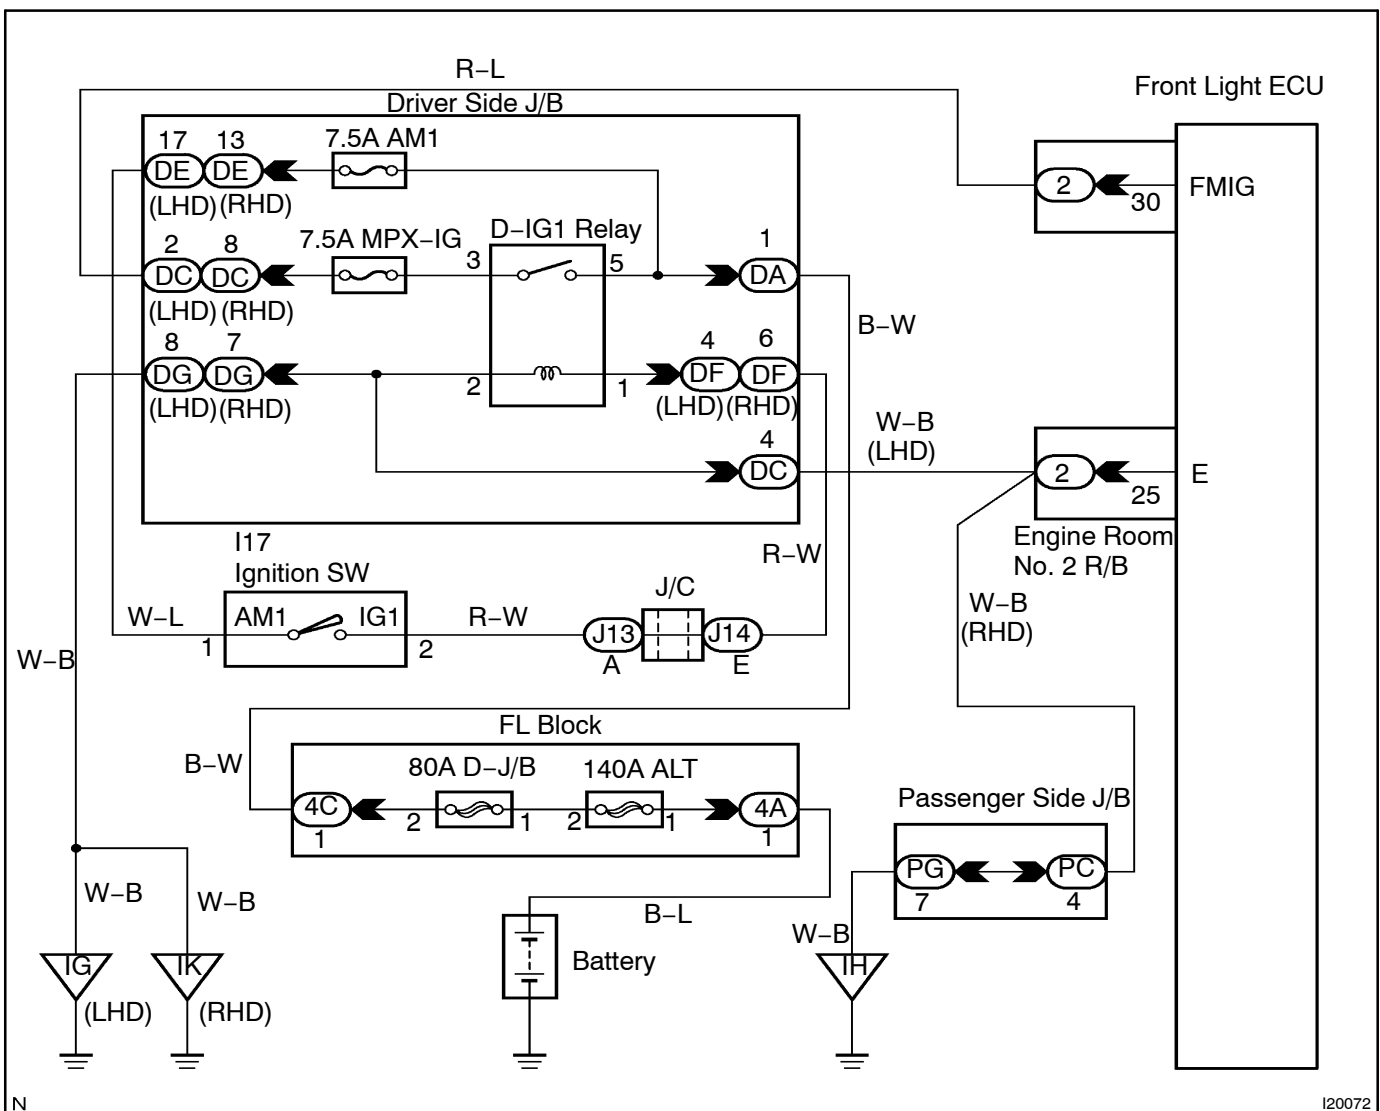 R−L
Front Light ECU
Driver Side J/B
17 13 7.5A AM1
DE DE
(LHD) (RHD)
2 30 FMIG
2 8 7.5A MPX−IG D−IG1 Relay 1
3 5
DC DC DA
(LHD) (RHD)
B−W
8 7 4 6
DG DG 2 1 DF DF
(LHD) (RHD) (LHD) (RHD)
W−B
(LHD)
4
DC
2 25 E
Engine Room
No. 2 R/B
I17
Ignition SW
R−W
J/C
W−L 1 AM1 IG1 2 R−W J13 J14
A E
W−B
(RHD)
W−B
FL Block
B−W
80A D−J/B 140A ALT
4C 2 1 2 1 4A
1 1
Passenger Side J/B
PG PC
7 4
W−B W−B
B−L
W−B
IG IK
Battery
IH
(LHD) (RHD)
N
I20072